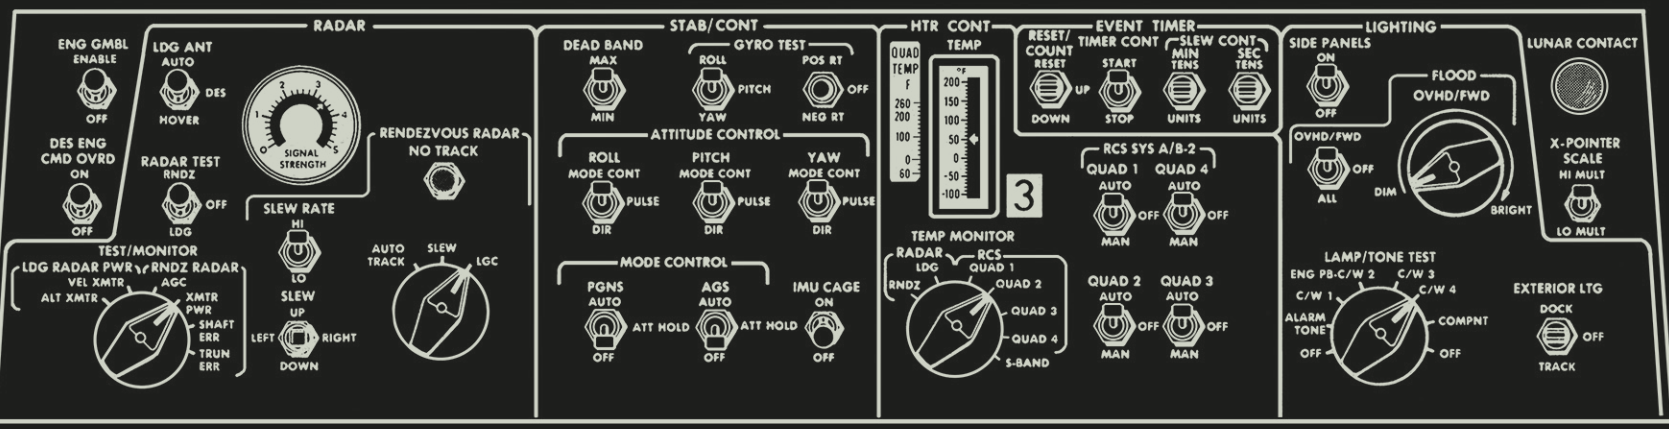 ENG GMBL
ENABLE
OFF
DES ENG
CMD OVRD
ON
OFF
RADAR
LDG ANT
AUTO
DES
HOVER
0 1 2 3 4 5
SIGNAL
STRENGTH
RADAR TEST
RNDZ
OFF
LDG
RENDEZVOUS RADAR
NO TRACK
SLEW RATE
HI
LO
SLEW
UP
LEFT
RIGHT
DOWN
AUTO
TRACK
SLEW
LGC
TEST/MONITOR
LDG RADAR PWR
RNDZ RADAR
ALT XMTR
VEL XMTR
AGC
XMTR
PWR
SHAFT
ERR
TRUN
ERR
STAB/CONT
DEAD BAND
MAX
MIN
GYRO TEST
ROLL
PITCH
YAW
POS RT
OFF
NEG RT
ATTITUDE CONTROL
ROLL
MODE CONT
PULSE
DIR
PITCH
MODE CONT
PULSE
DIR
YAW
MODE CONT
PULSE
DIR
MODE CONTROL
PGNS
AUTO
ATT HOLD
OFF
AGS
AUTO
ATT HOLD
OFF
IMU CAGE
ON
OFF
HTR CONT
QUAD
TEMP
F
260
200
100
0
60
TEMP
°F
200
150
100
50
0
-50
-100
3
TEMP MONITOR
RADAR
RCS
RNDZ
LDG
QUAD 1
QUAD 2
QUAD 3
QUAD 4
S-BAND
EVENT TIMER
RESET/
COUNT
RESET
UP
DOWN
TIMER CONT
START
STOP
SLEW CONT
MIN
TENS
UNITS
SEC
TENS
UNITS
RCS SYS A/B-2
QUAD 1
AUTO
OFF
MAN
QUAD 4
AUTO
OFF
MAN
QUAD 2
AUTO
OFF
MAN
QUAD 3
AUTO
OFF
MAN
LIGHTING
SIDE PANELS
ON
OFF
FLOOD
OVHD/FWD
DIM
BRIGHT
OVHD/FWD
OFF
ALL
LAMP/TONE TEST
OFF
ALARM
TONE
C/W 1
ENG PB-C/W 2
C/W 3
C/W 4
COMPNT
OFF
LUNAR CONTACT
X-POINTER
SCALE
HI MULT
LO MULT
EXTERIOR LTG
DOCK
OFF
TRACK